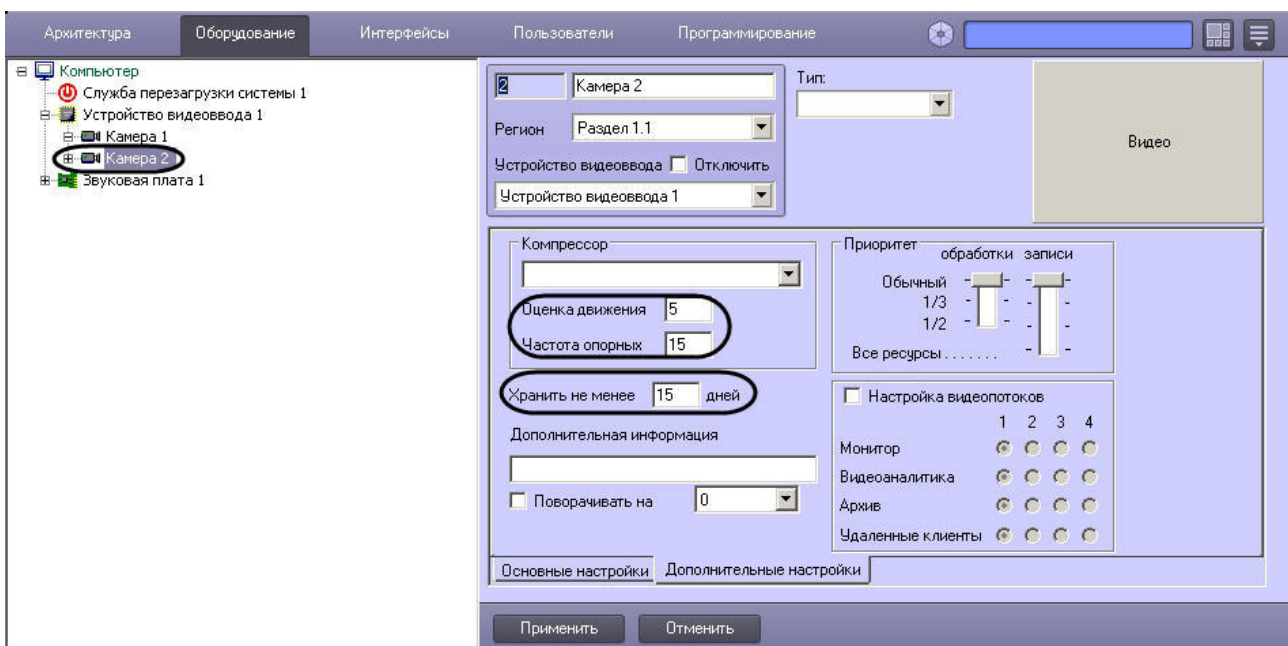 Архитектура Оборудование Интерфейсы Пользователи Программирование
Компьютер
Служба перезагрузки системы 1
Устройство видеоввода 1
Камера 1
Камера 2
Звуковая плата 1
2 Камера 2
Тип:
Регион Раздел 1.1
Устройство видеоввода Отключить
Устройство видеоввода 1
Видео
Компрессор
Оценка движения 5
Частота опорных 15
Хранить не менее 15 дней
Дополнительная информация
Поворачивать на 0
Приоритет
обработки записи
Обычный
1/3
1/2
Все ресурсы.......
Настройка видеопотоков
1 2 3 4
Монитор
Видеоаналитика
Архив
Удаленные клиенты
Основные настройки Дополнительные настройки
Применить Отменить